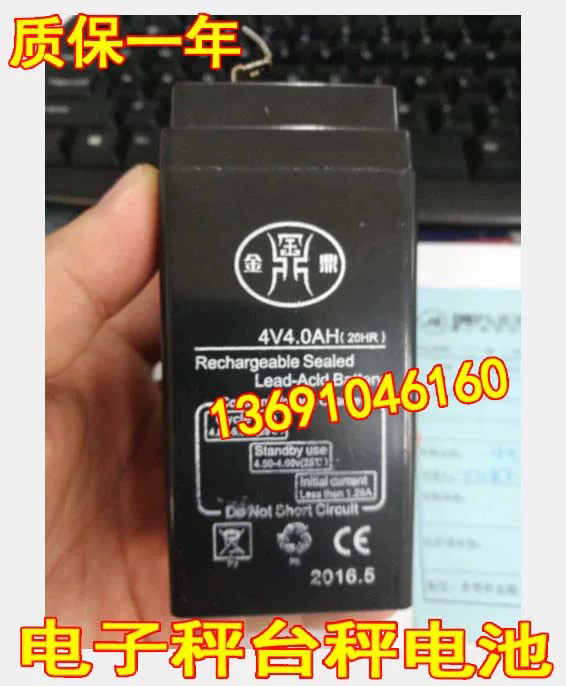 质保一年
金 鼎
4V4.0AH(20HR)
Rechargeable Sealed
Lead-Acid
13691046160
Standby use
4.50-4.60v(25℃)
Initial current
Less than 1.20A
Do Not Short Circuit
Pb
CE
2016.5
电子秤台秤电池